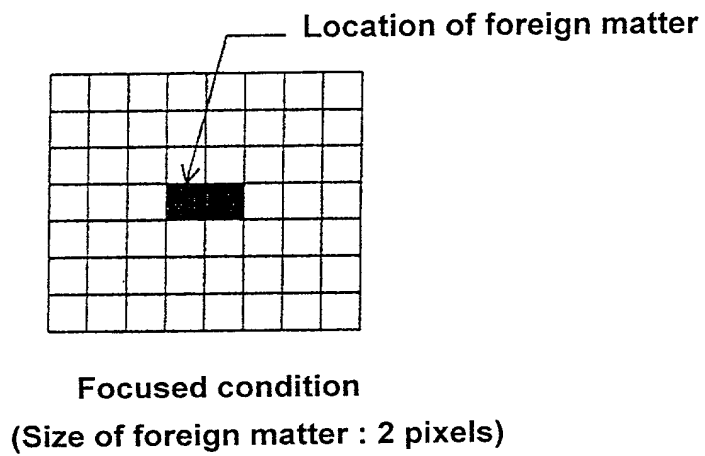 Location of foreign matter
Focused condition
(Size of foreign matter : 2 pixels)